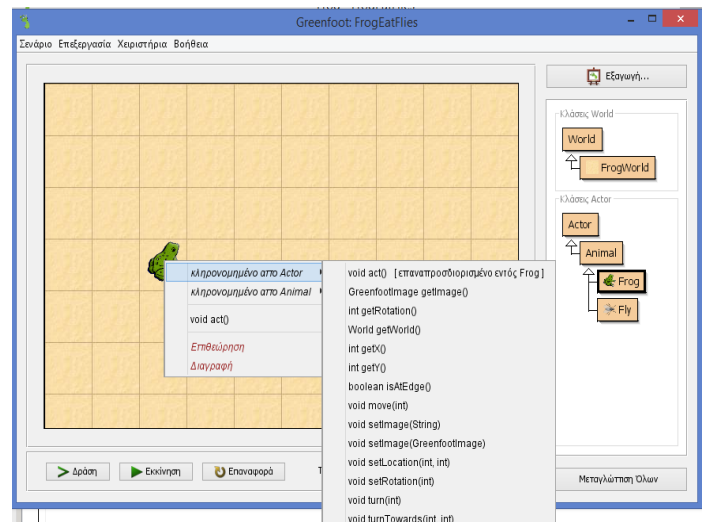 Greenfoot: FrogEatFlies
Σενάριο Επεξεργασία Χειριστήρια Βοήθεια
Εξαγωγή...
Κλάσεις World
World
FrogWorld
Κλάσεις Actor
Actor
Animal
Frog
Fly
κληρονομημένο απο Actor
κληρονομημένο απο Animal
void act()
Επιθεώρηση
Διαγραφή
void act() [επαναπροσδιορισμένο εντός Frog]
GreenfootImage getImage()
int getRotation()
World getWorld()
int getX()
int getY()
boolean isAtEdge()
void move(int)
void setImage(String)
void setImage(GreenfootImage)
void setLocation(int, int)
void setRotation(int)
void turn(int)
void turnTowards(int, int)
Δράση
Εκκίνηση
Επαναφορά
Μεταγλώττιση Όλων